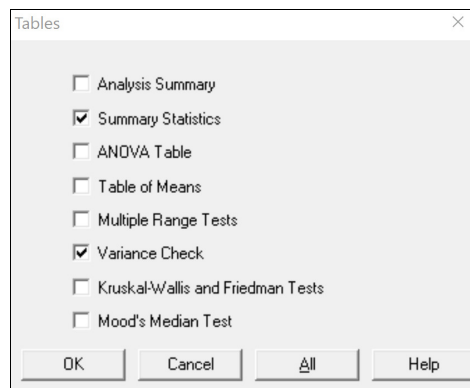 Tables
Analysis Summary
Summary Statistics
ANOVA Table
Table of Means
Multiple Range Tests
Variance Check
Kruskal-Wallis and Friedman Tests
Mood's Median Test
OK Cancel All Help